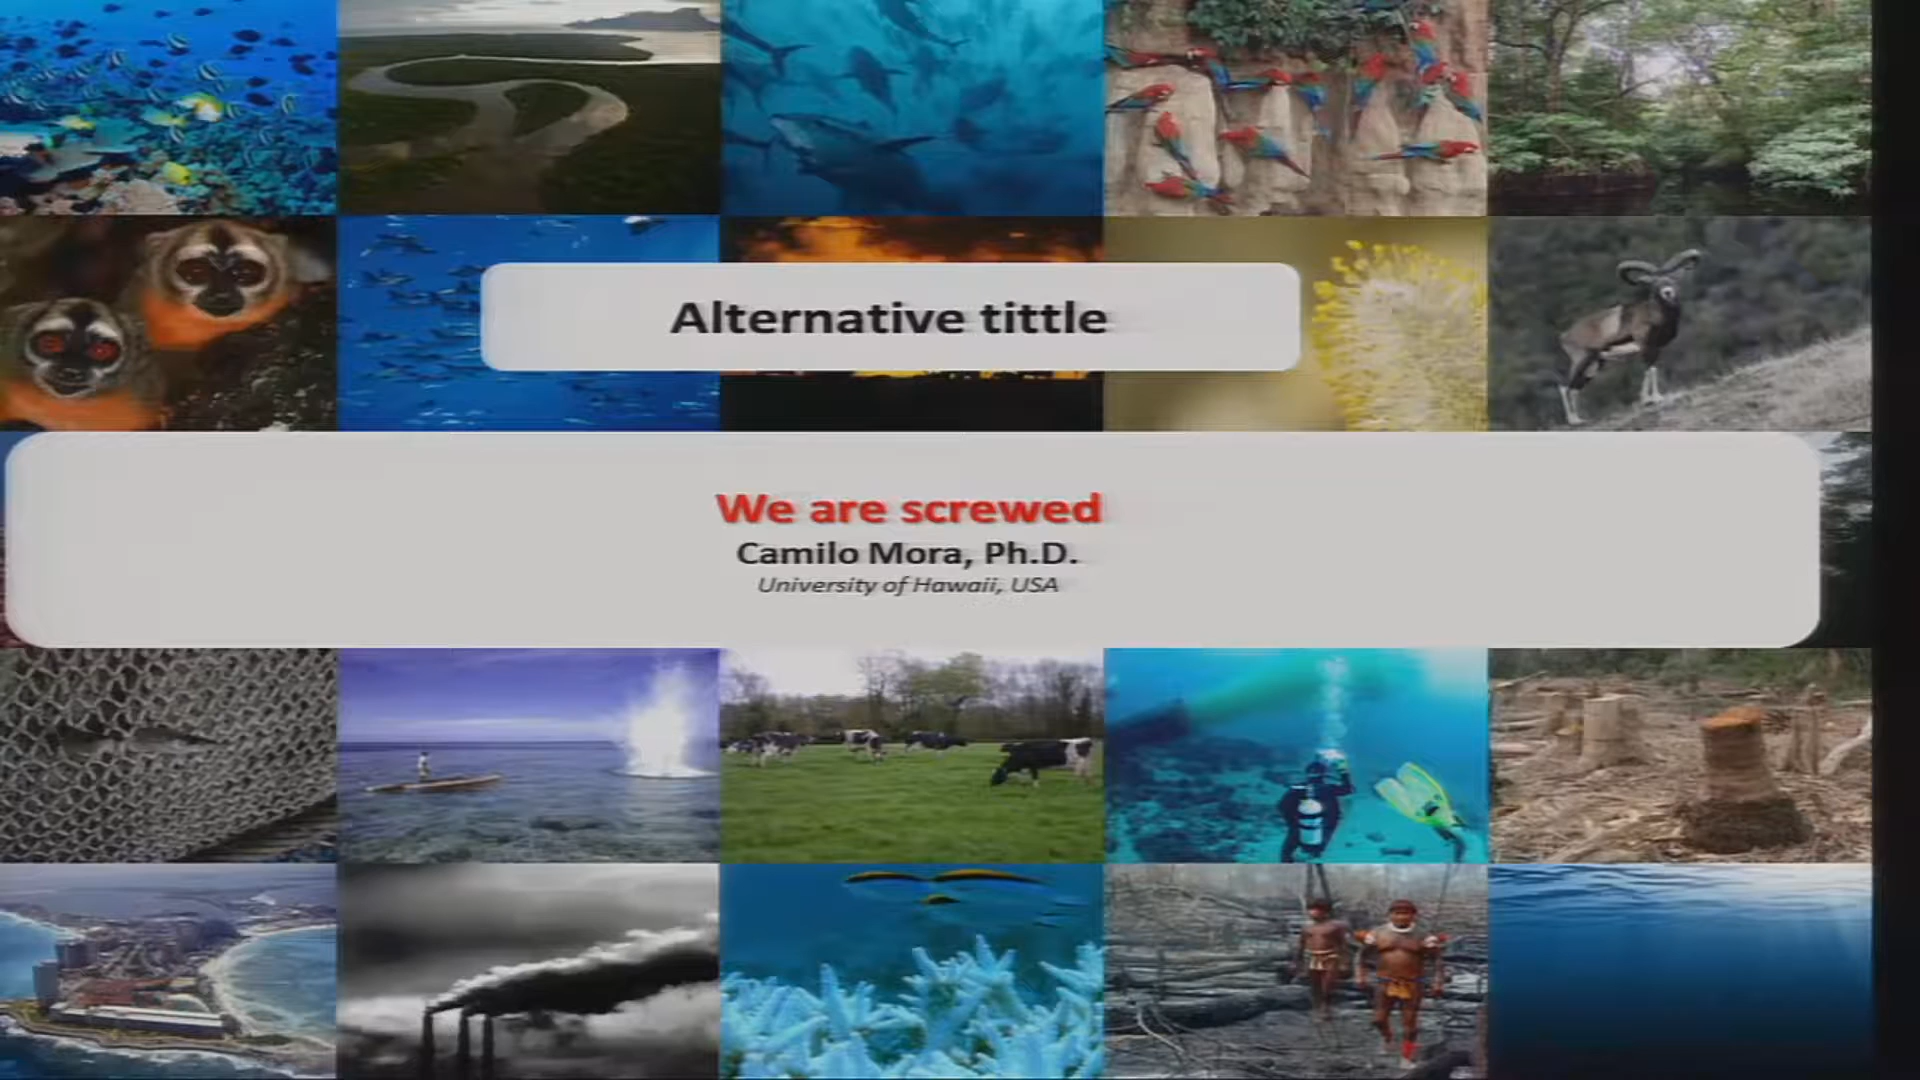 Alternative tittle
We are screwed
Camilo Mora, Ph.D.
University of Hawaii, USA